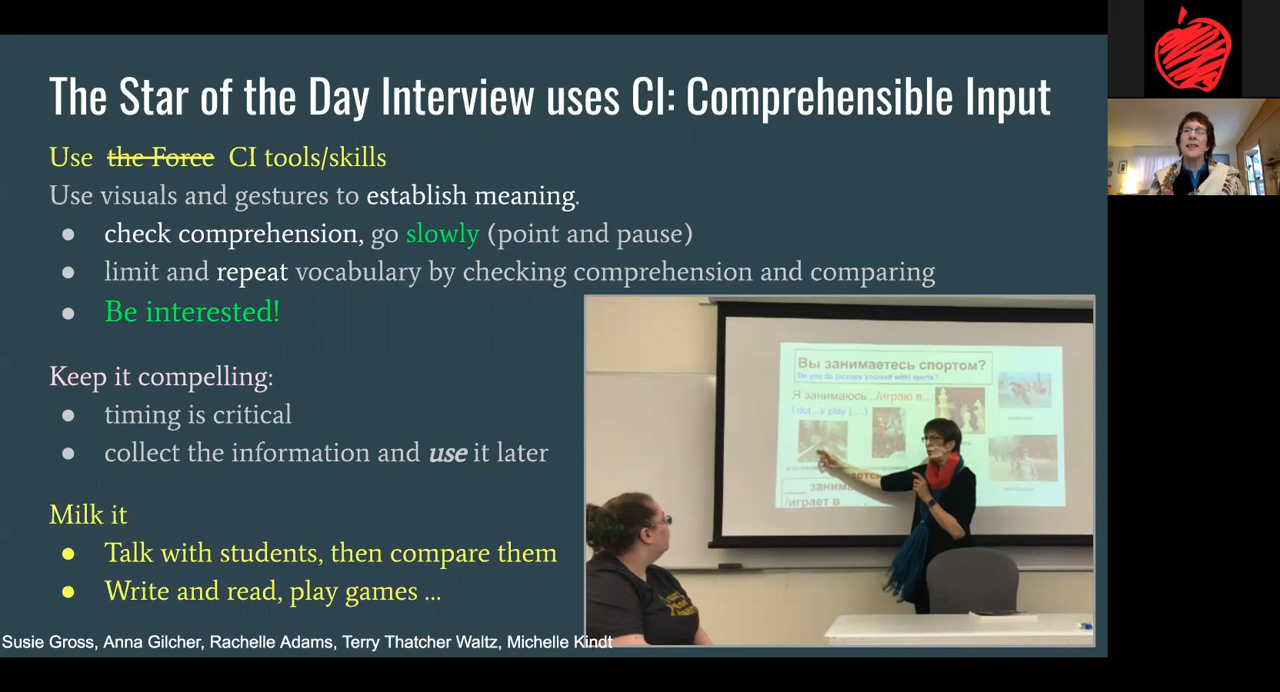 The Star of the Day Interview uses CI: Comprehensible Input
Use the Force CI tools/skills
Use visuals and gestures to establish meaning.
● check comprehension, go slowly (point and pause)
● limit and repeat vocabulary by checking comprehension and comparing
● Be interested!
Keep it compelling:
● timing is critical
● collect the information and use it later
Milk it
● Talk with students, then compare them
● Write and read, play games ...
Susie Gross, Anna Gilcher, Rachelle Adams, Terry Thatcher Waltz, Michelle Kindt
Вы занимаетесь спортом?
Do you do (occupy yourself with) sports?
Я занимаюсь.../играю в...
I do(...)/ play (....)
/играет в